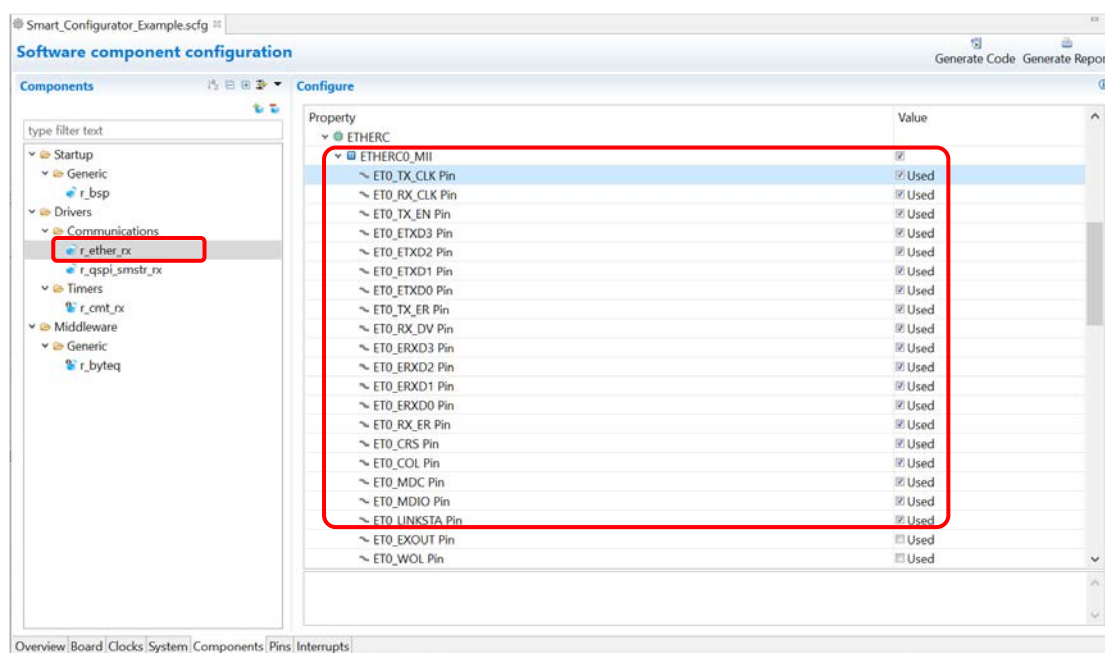 Smart_Configurator_Example.scfg
Software component configuration
Generate Code Generate Repor
Components
Configure
type filter text
Startup
Generic
r_bsp
Drivers
Communications
r_ether_rx
r_qspi_smstr_rx
Timers
r_cmt_rx
Middleware
Generic
r_byteq
Property Value
ETHERC
ETHERC0_MII
ET0_TX_CLK Pin Used
ET0_RX_CLK Pin Used
ET0_TX_EN Pin Used
ET0_ETXD3 Pin Used
ET0_ETXD2 Pin Used
ET0_ETXD1 Pin Used
ET0_ETXD0 Pin Used
ET0_TX_ER Pin Used
ET0_RX_DV Pin Used
ET0_ERXD3 Pin Used
ET0_ERXD2 Pin Used
ET0_ERXD1 Pin Used
ET0_ERXD0 Pin Used
ET0_RX_ER Pin Used
ET0_CRS Pin Used
ET0_COL Pin Used
ET0_MDC Pin Used
ET0_MDIO Pin Used
ET0_LINKSTA Pin Used
ET0_EXOUT Pin Used
ET0_WOL Pin Used
Overview Board Clocks System Components Pins Interrupts